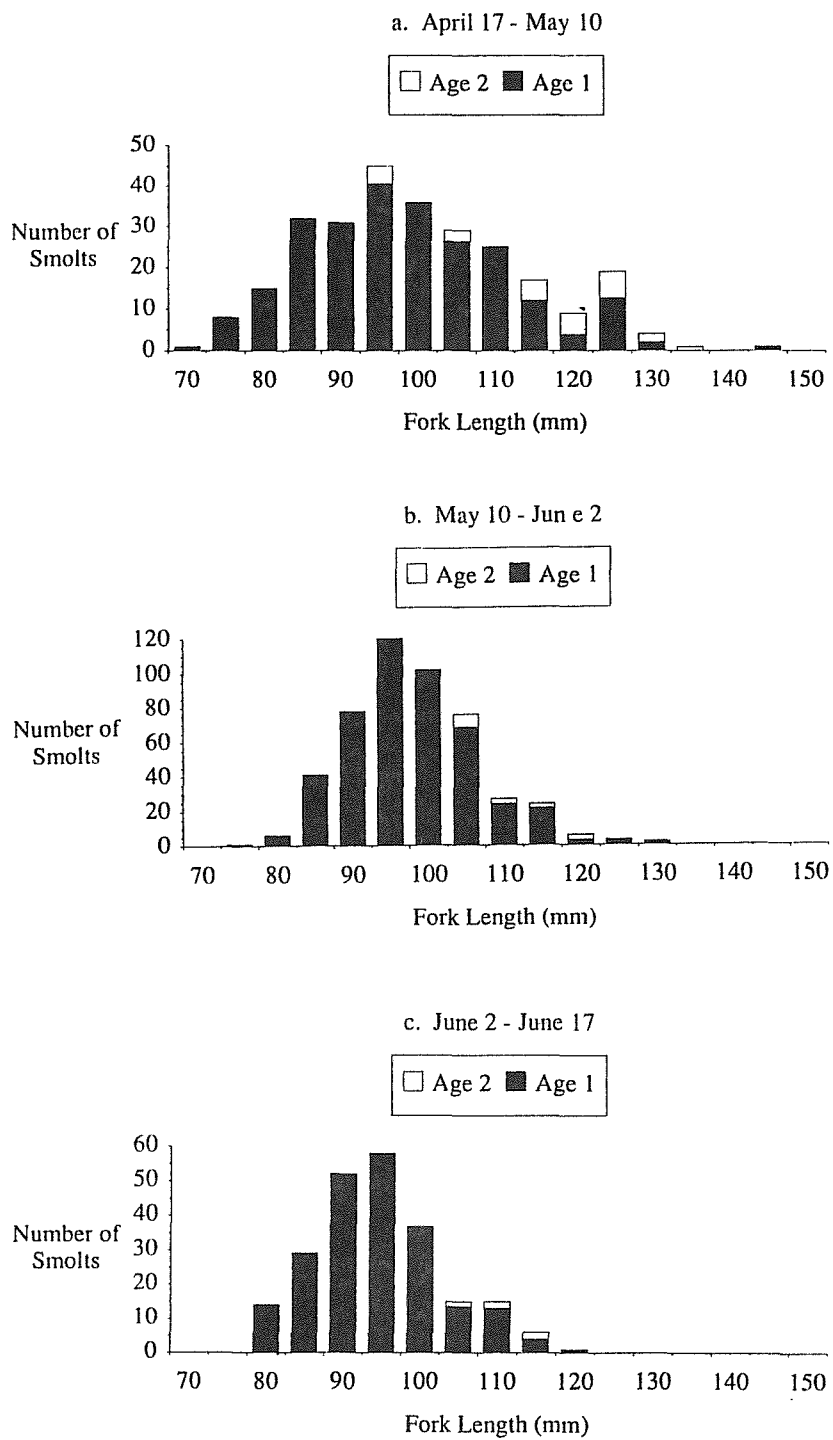 a. April 17 - May 10
Age 2 Age 1
50
40
30
20
10
0
Number of
Smolts
70 80 90 100 110 120 130 140 150
Fork Length (mm)
b. May 10 - Jun e 2
Age 2 Age 1
120
100
80
60
40
20
0
Number of
Smolts
70 80 90 100 110 120 130 140 150
Fork Length (mm)
c. June 2 - June 17
Age 2 Age 1
60
50
40
30
20
10
0
Number of
Smolts
70 80 90 100 110 120 130 140 150
Fork Length (mm)